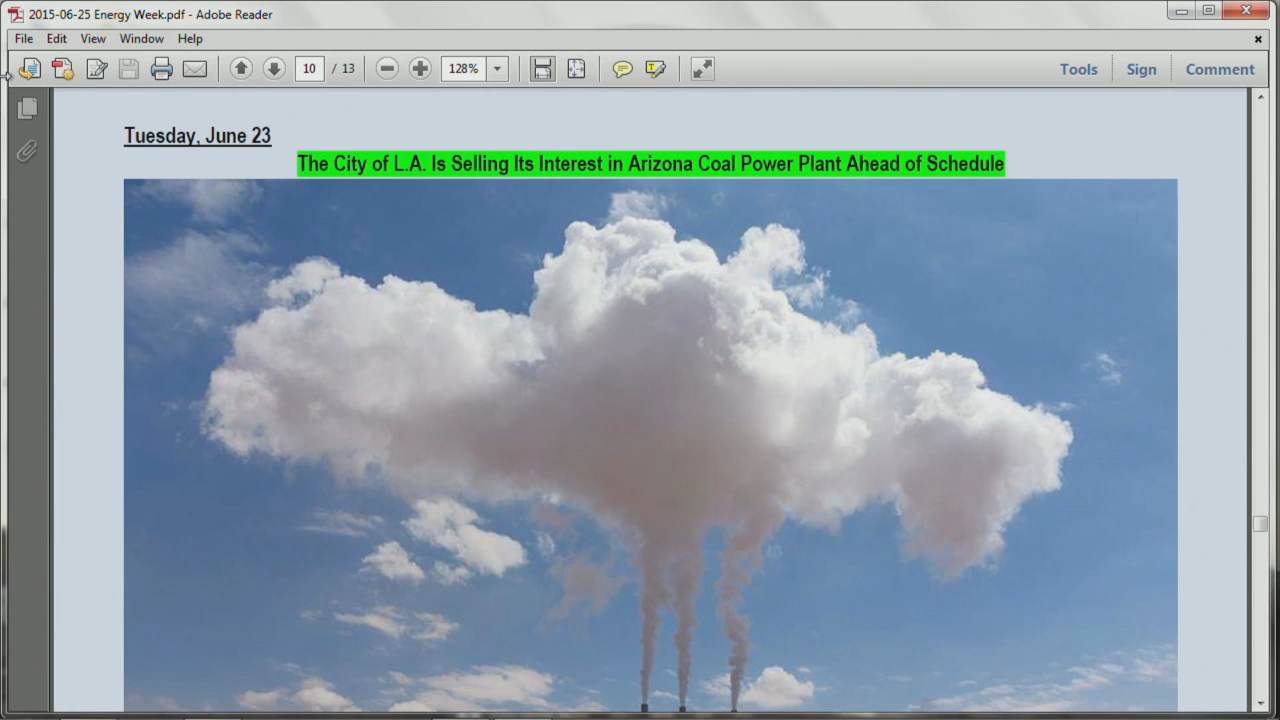 2015-06-25 Energy Week.pdf - Adobe Reader
File Edit View Window Help
10 / 13 128% Tools Sign Comment
Tuesday, June 23
The City of L.A. Is Selling Its Interest in Arizona Coal Power Plant Ahead of Schedule